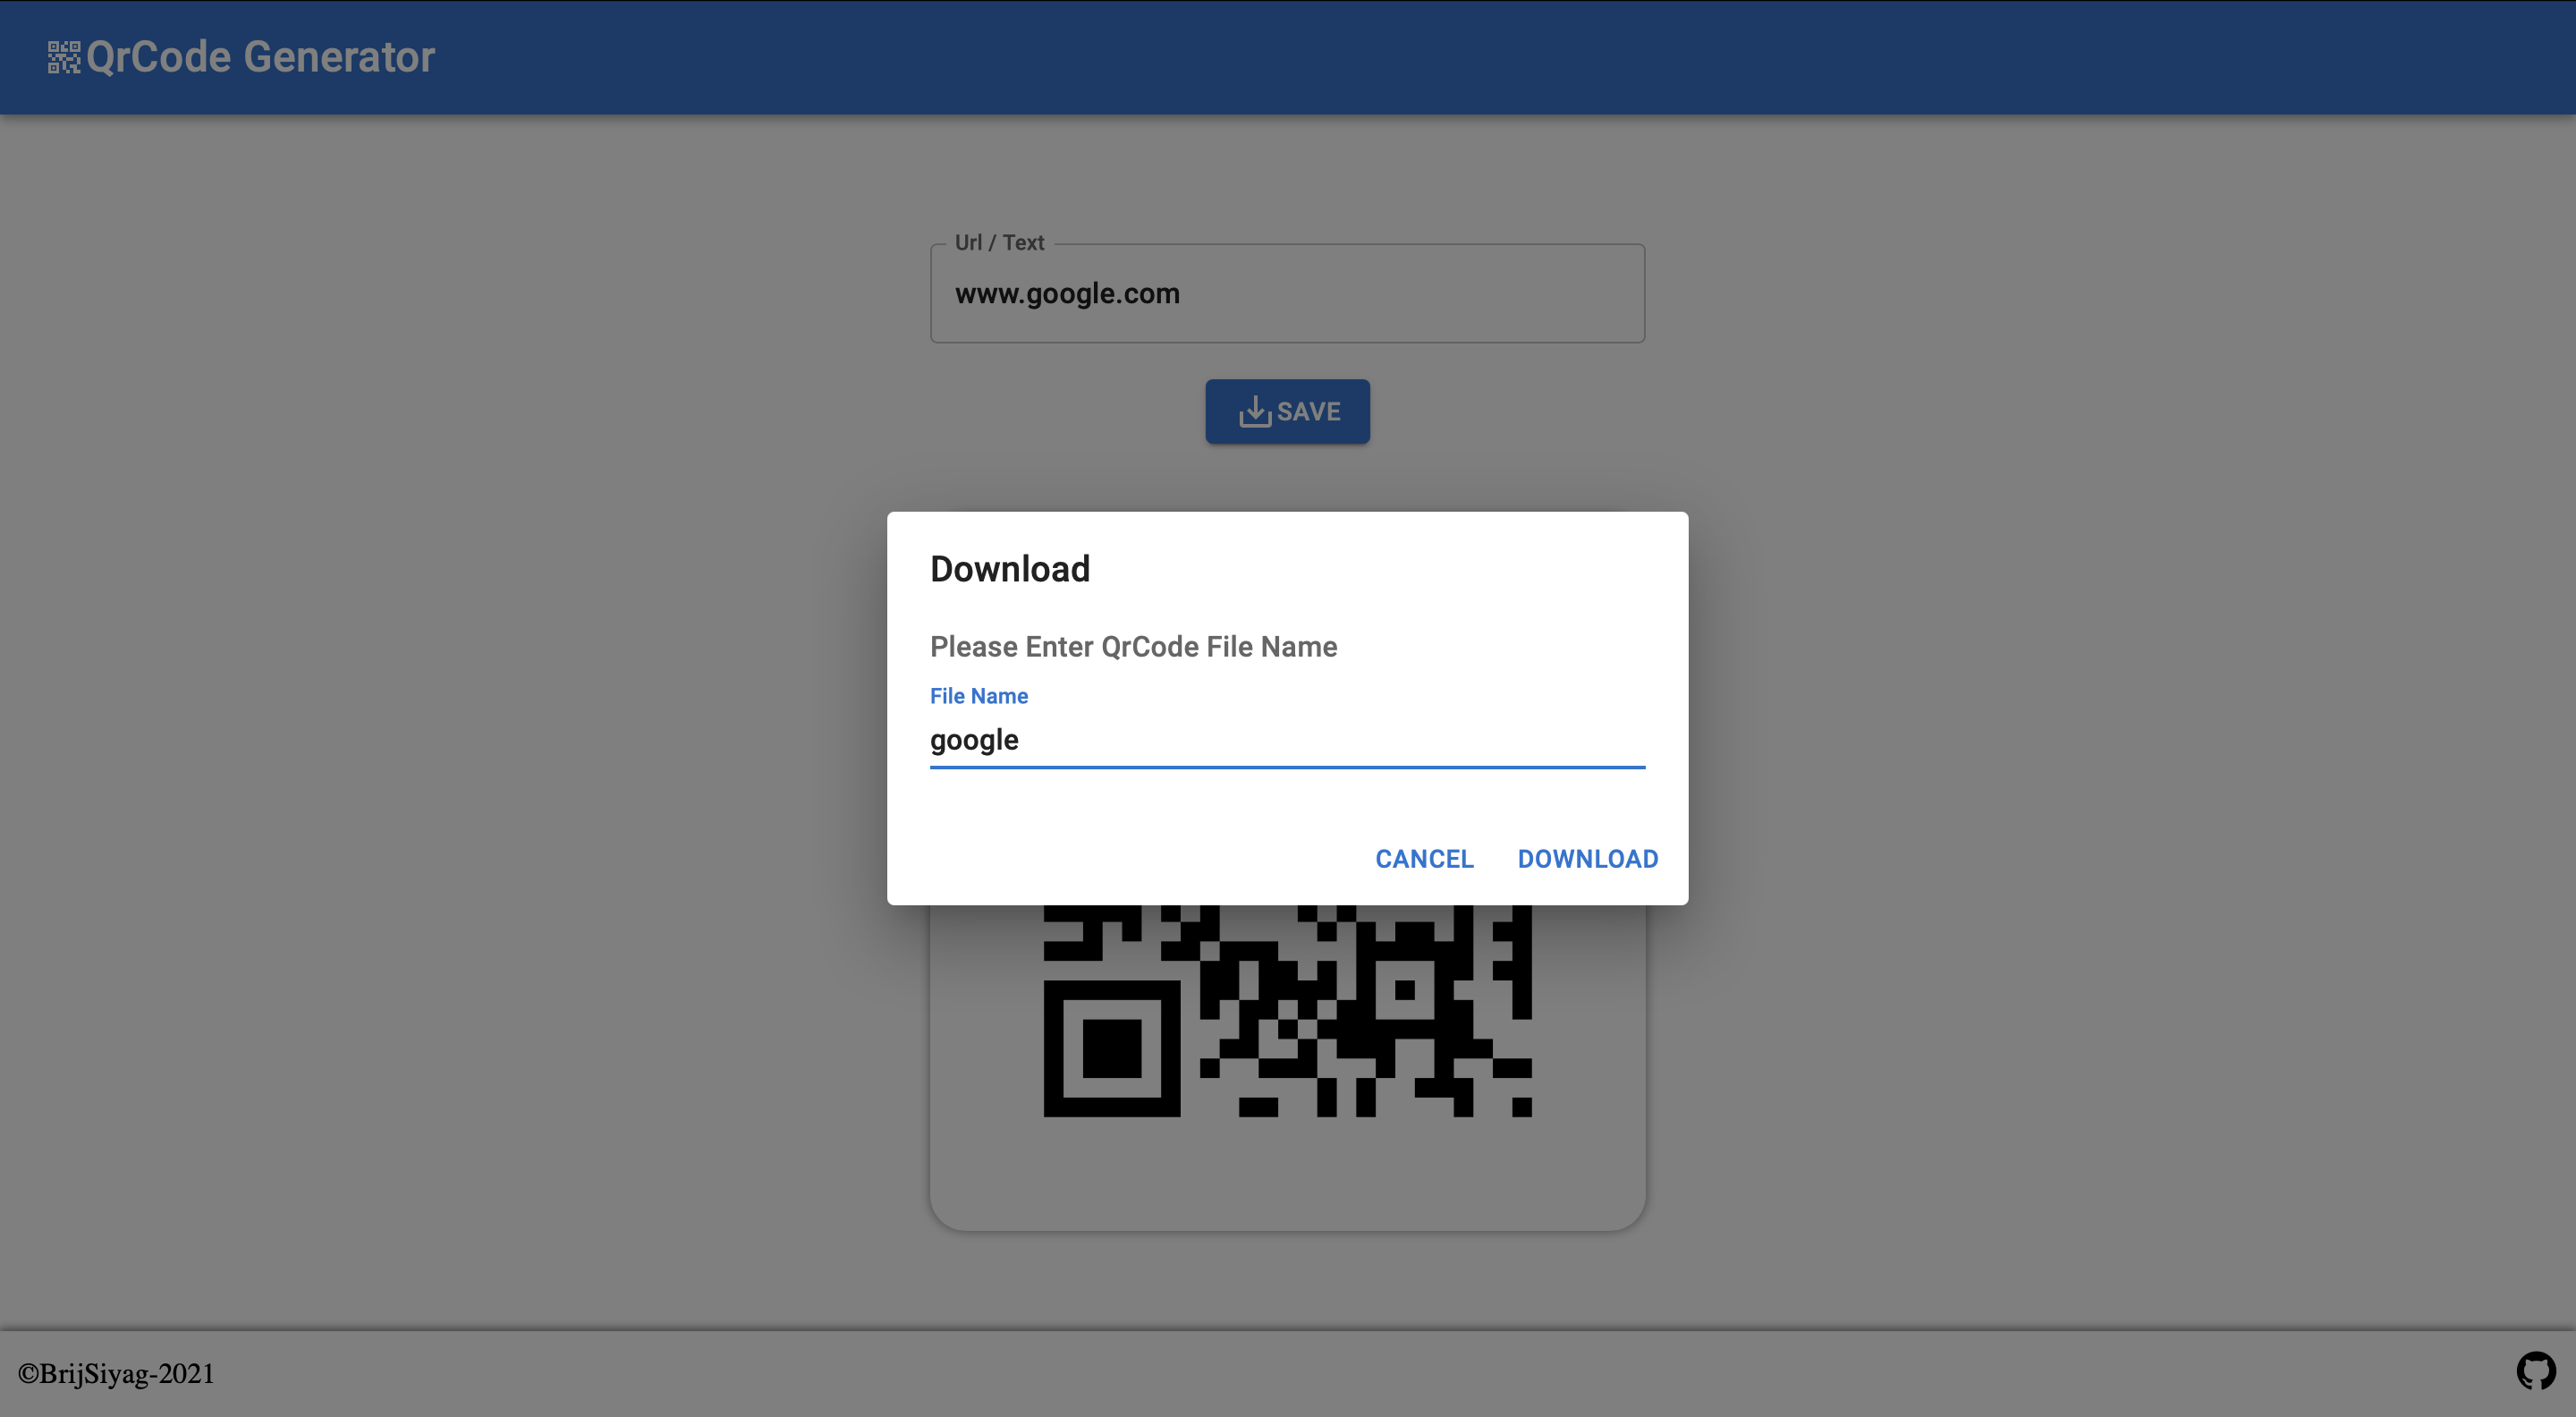 QrCode Generator
Url / Text
www.google.com
SAVE
Download
Please Enter QrCode File Name
File Name
google
CANCEL DOWNLOAD
©BrijSiyag-2021